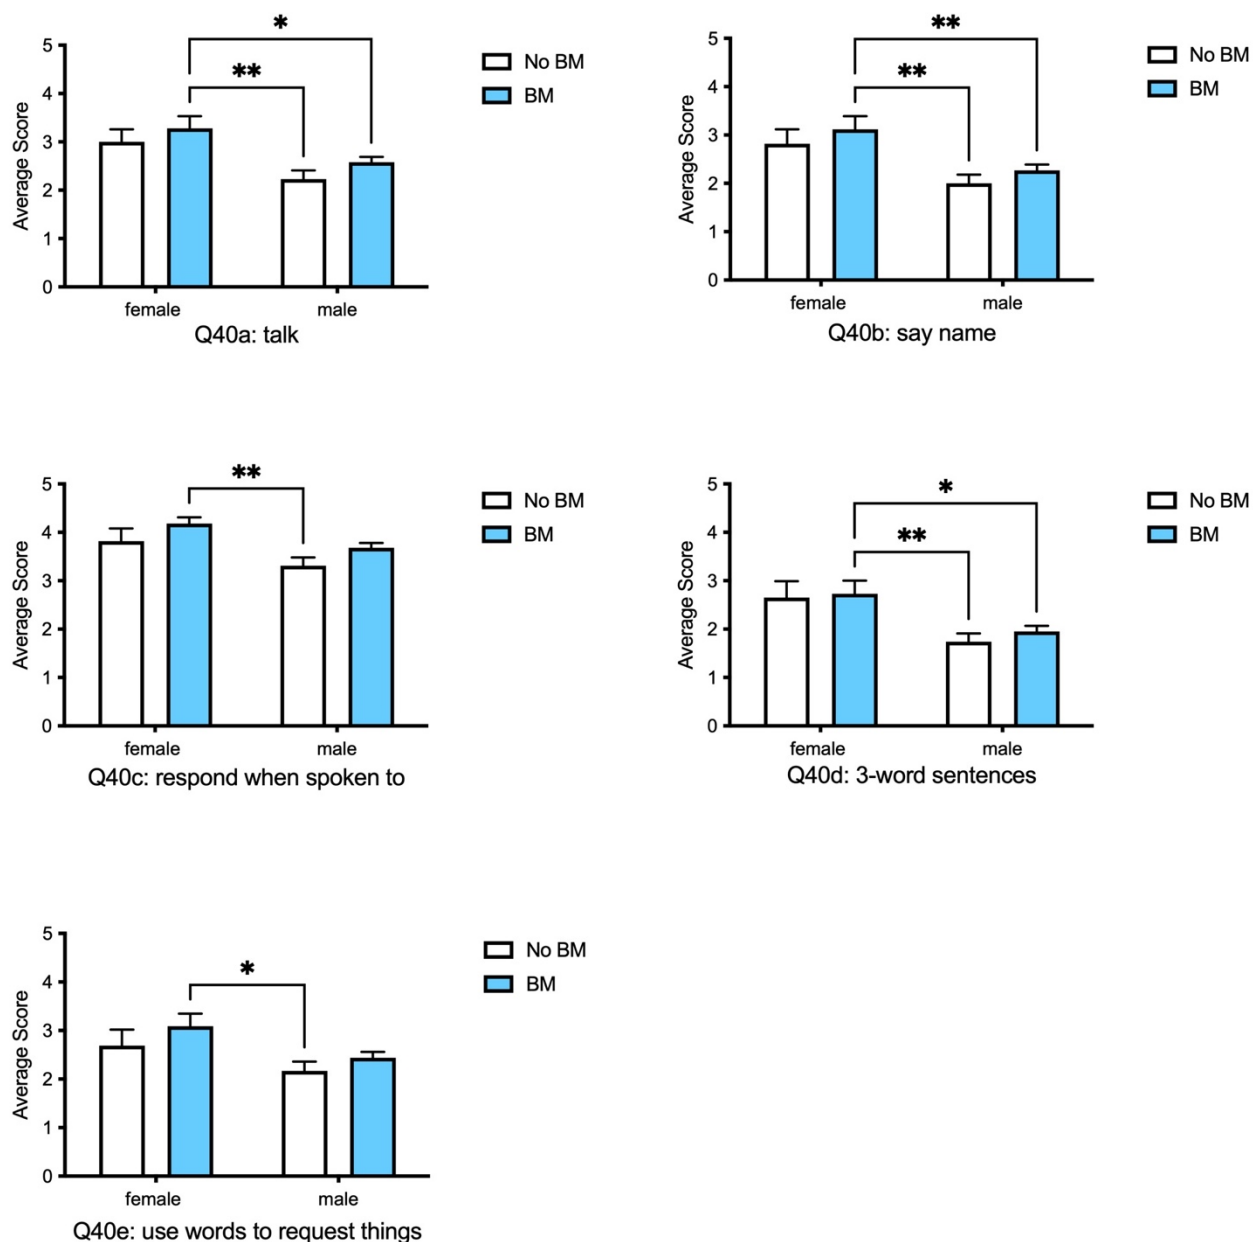 *
**
5
4
3
2
1
0
Average Score
No BM
BM
female
male
Q40a: talk
**
**
5
4
3
2
1
0
Average Score
No BM
BM
female
male
Q40b: say name
**
5
4
3
2
1
0
Average Score
No BM
BM
female
male
Q40c: respond when spoken to
*
**
5
4
3
2
1
0
Average Score
No BM
BM
female
male
Q40d: 3-word sentences
*
5
4
3
2
1
0
Average Score
No BM
BM
female
male
Q40e: use words to request things